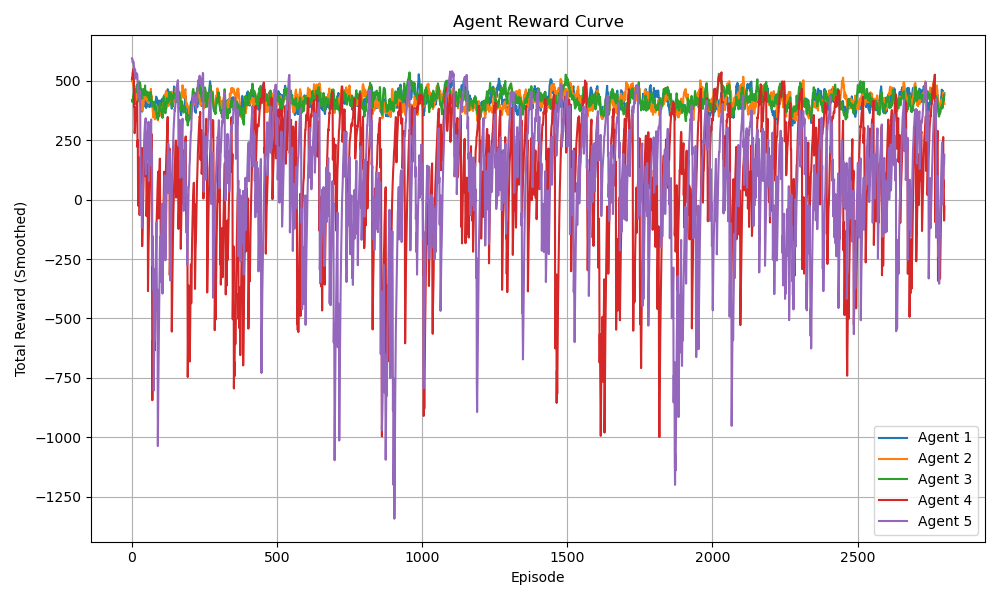 Agent Reward Curve
Total Reward (Smoothed)
500
250
0
−250
−500
−750
−1000
−1250
0
500
1000
1500
2000
2500
Episode
Agent 1
Agent 2
Agent 3
Agent 4
Agent 5